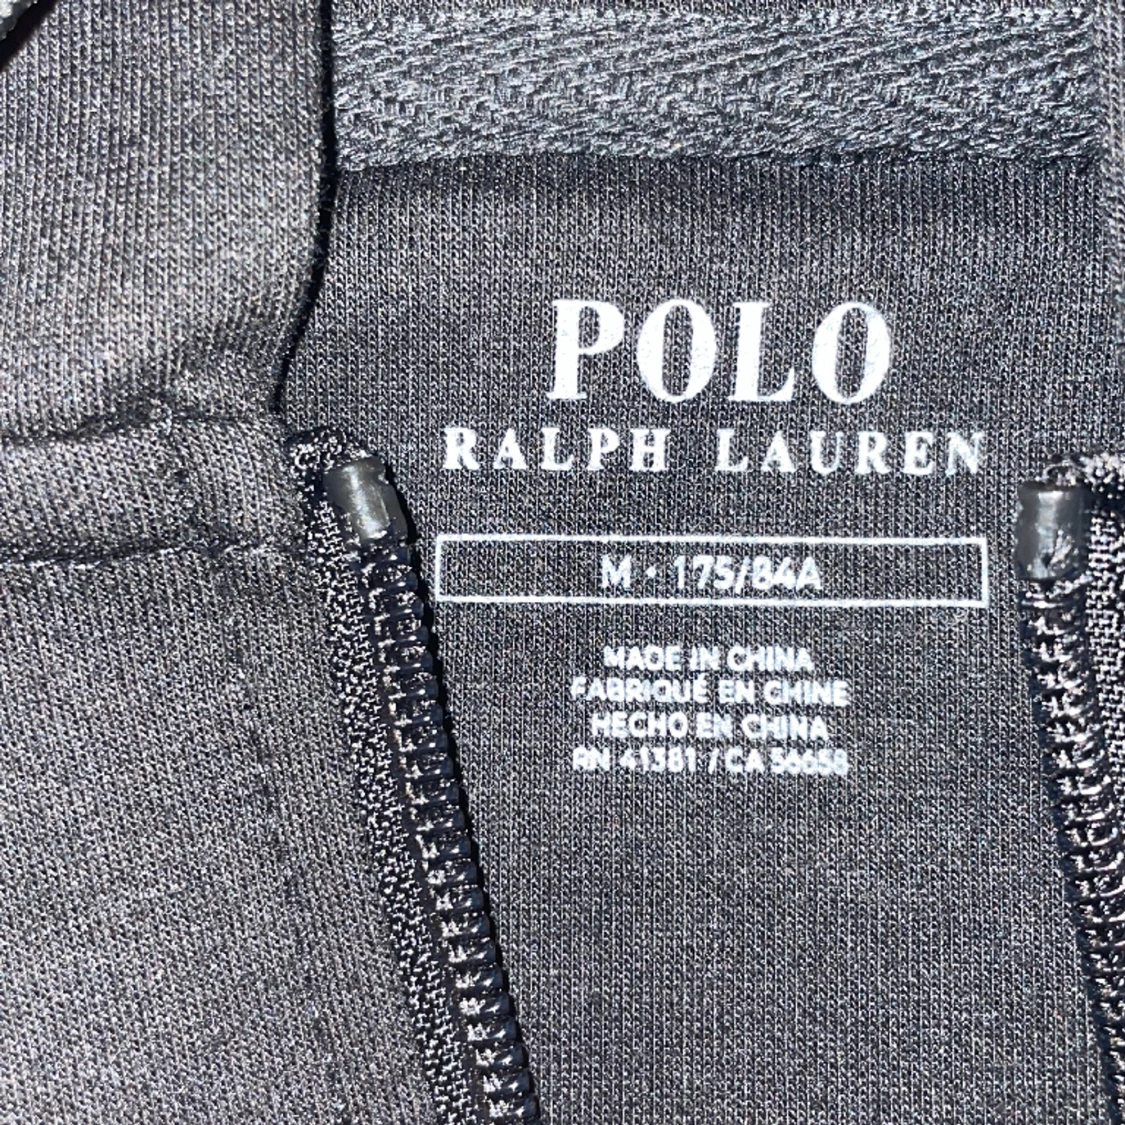 POLO
RALPH LAUREN
M · 175/84A
MADE IN CHINA
FABRIQUÉ EN CHINE
HECHO EN CHINA
RN 41381 / CA 56658